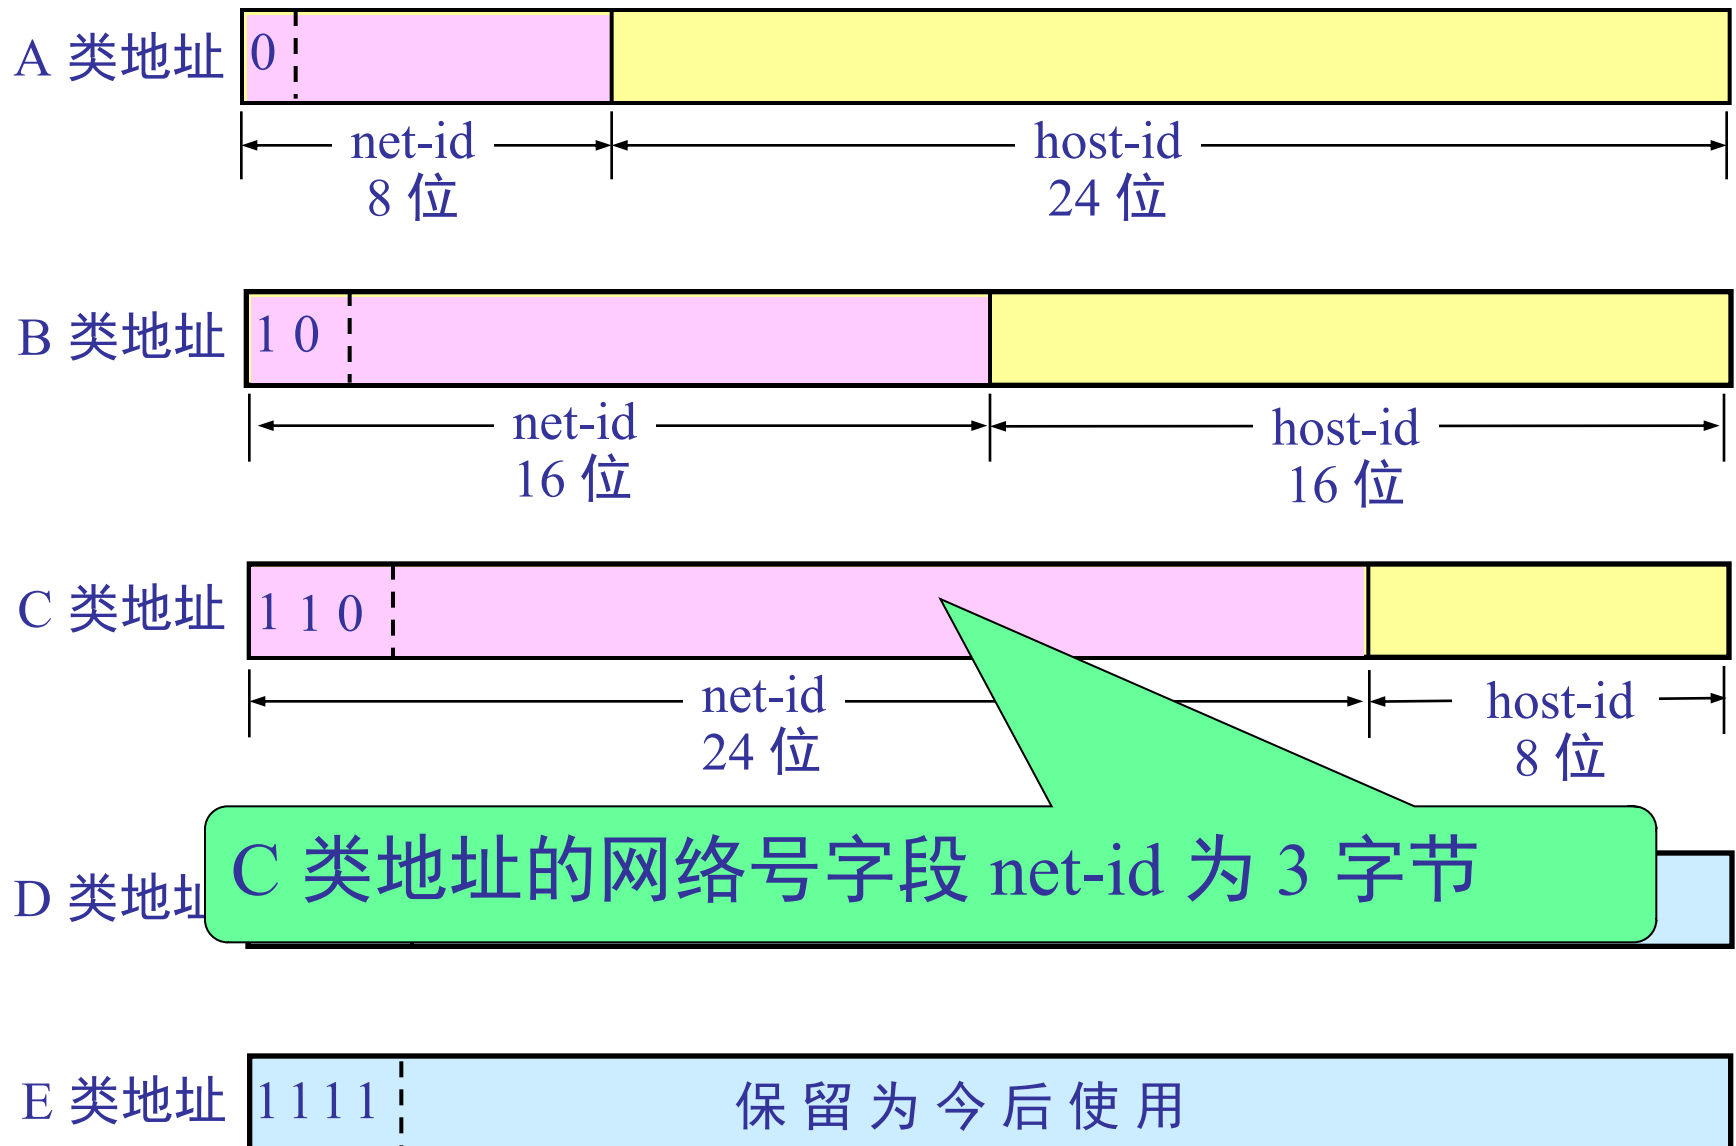 A 类地址
0
net-id
8 位
host-id
24 位
B 类地址
1 0
net-id
16 位
host-id
16 位
C 类地址
1 1 0
net-id
24 位
host-id
8 位
C 类地址的网络号字段 net-id 为 3 字节
D 类地
E 类地址
1 1 1 1
保 留 为 今 后 使 用